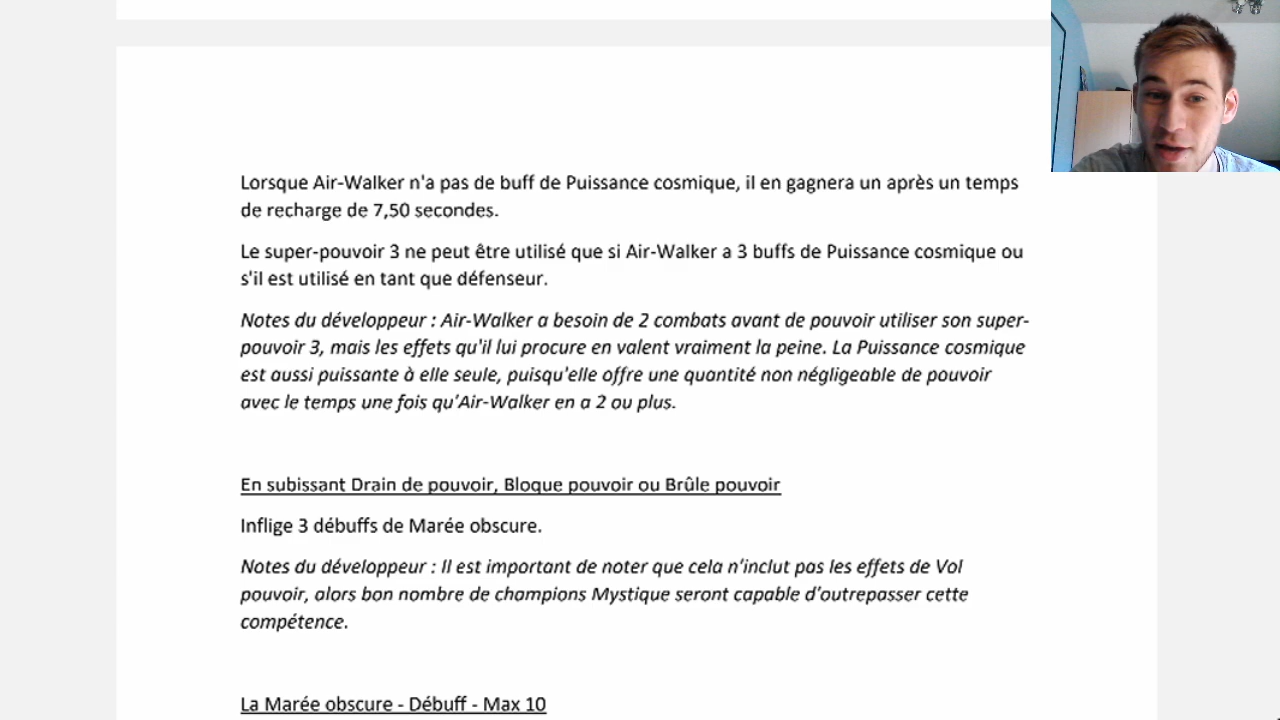 Lorsque Air-Walker n'a pas de buff de Puissance cosmique, il en gagnera un après un temps
de recharge de 7,50 secondes.
Le super-pouvoir 3 ne peut être utilisé que si Air-Walker a 3 buffs de Puissance cosmique ou
s'il est utilisé en tant que défenseur.
Notes du développeur : Air-Walker a besoin de 2 combats avant de pouvoir utiliser son super-
pouvoir 3, mais les effets qu'il lui procure en valent vraiment la peine. La Puissance cosmique
est aussi puissante à elle seule, puisqu'elle offre une quantité non négligeable de pouvoir
avec le temps une fois qu'Air-Walker en a 2 ou plus.
En subissant Drain de pouvoir, Bloque pouvoir ou Brûle pouvoir
Inflige 3 débuffs de Marée obscure.
Notes du développeur : Il est important de noter que cela n'inclut pas les effets de Vol
pouvoir, alors bon nombre de champions Mystique seront capable d'outrepasser cette
compétence.
La Marée obscure - Débuff - Max 10